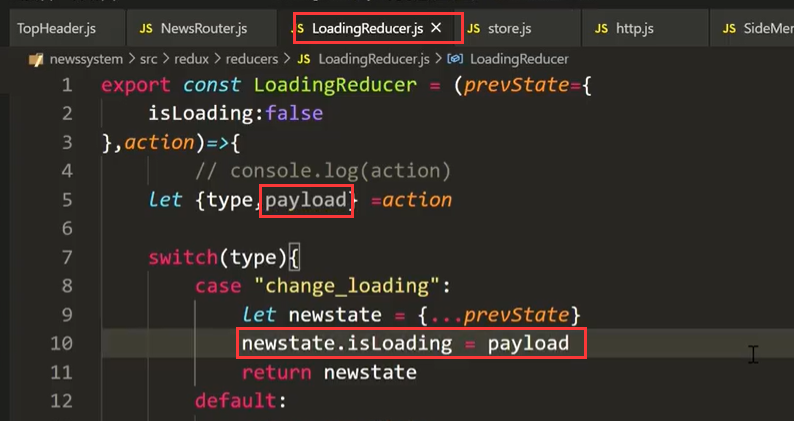 TopHeader.js JS NewsRouter.js JS LoadingReducer.js × JS store.js JS http.js JS SideMe
newssystem > src > redux > reducers > JS LoadingReducer.js > LoadingReducer
1 export const LoadingReducer = (prevState={
2 isLoading:false
3 },action)=>{
4 // console.log(action)
5 let {type,payload} =action
6
7 switch(type){
8 case "change_loading":
9 let newstate = {...prevState}
10 newstate.isLoading = payload
11 return newstate
12 default: